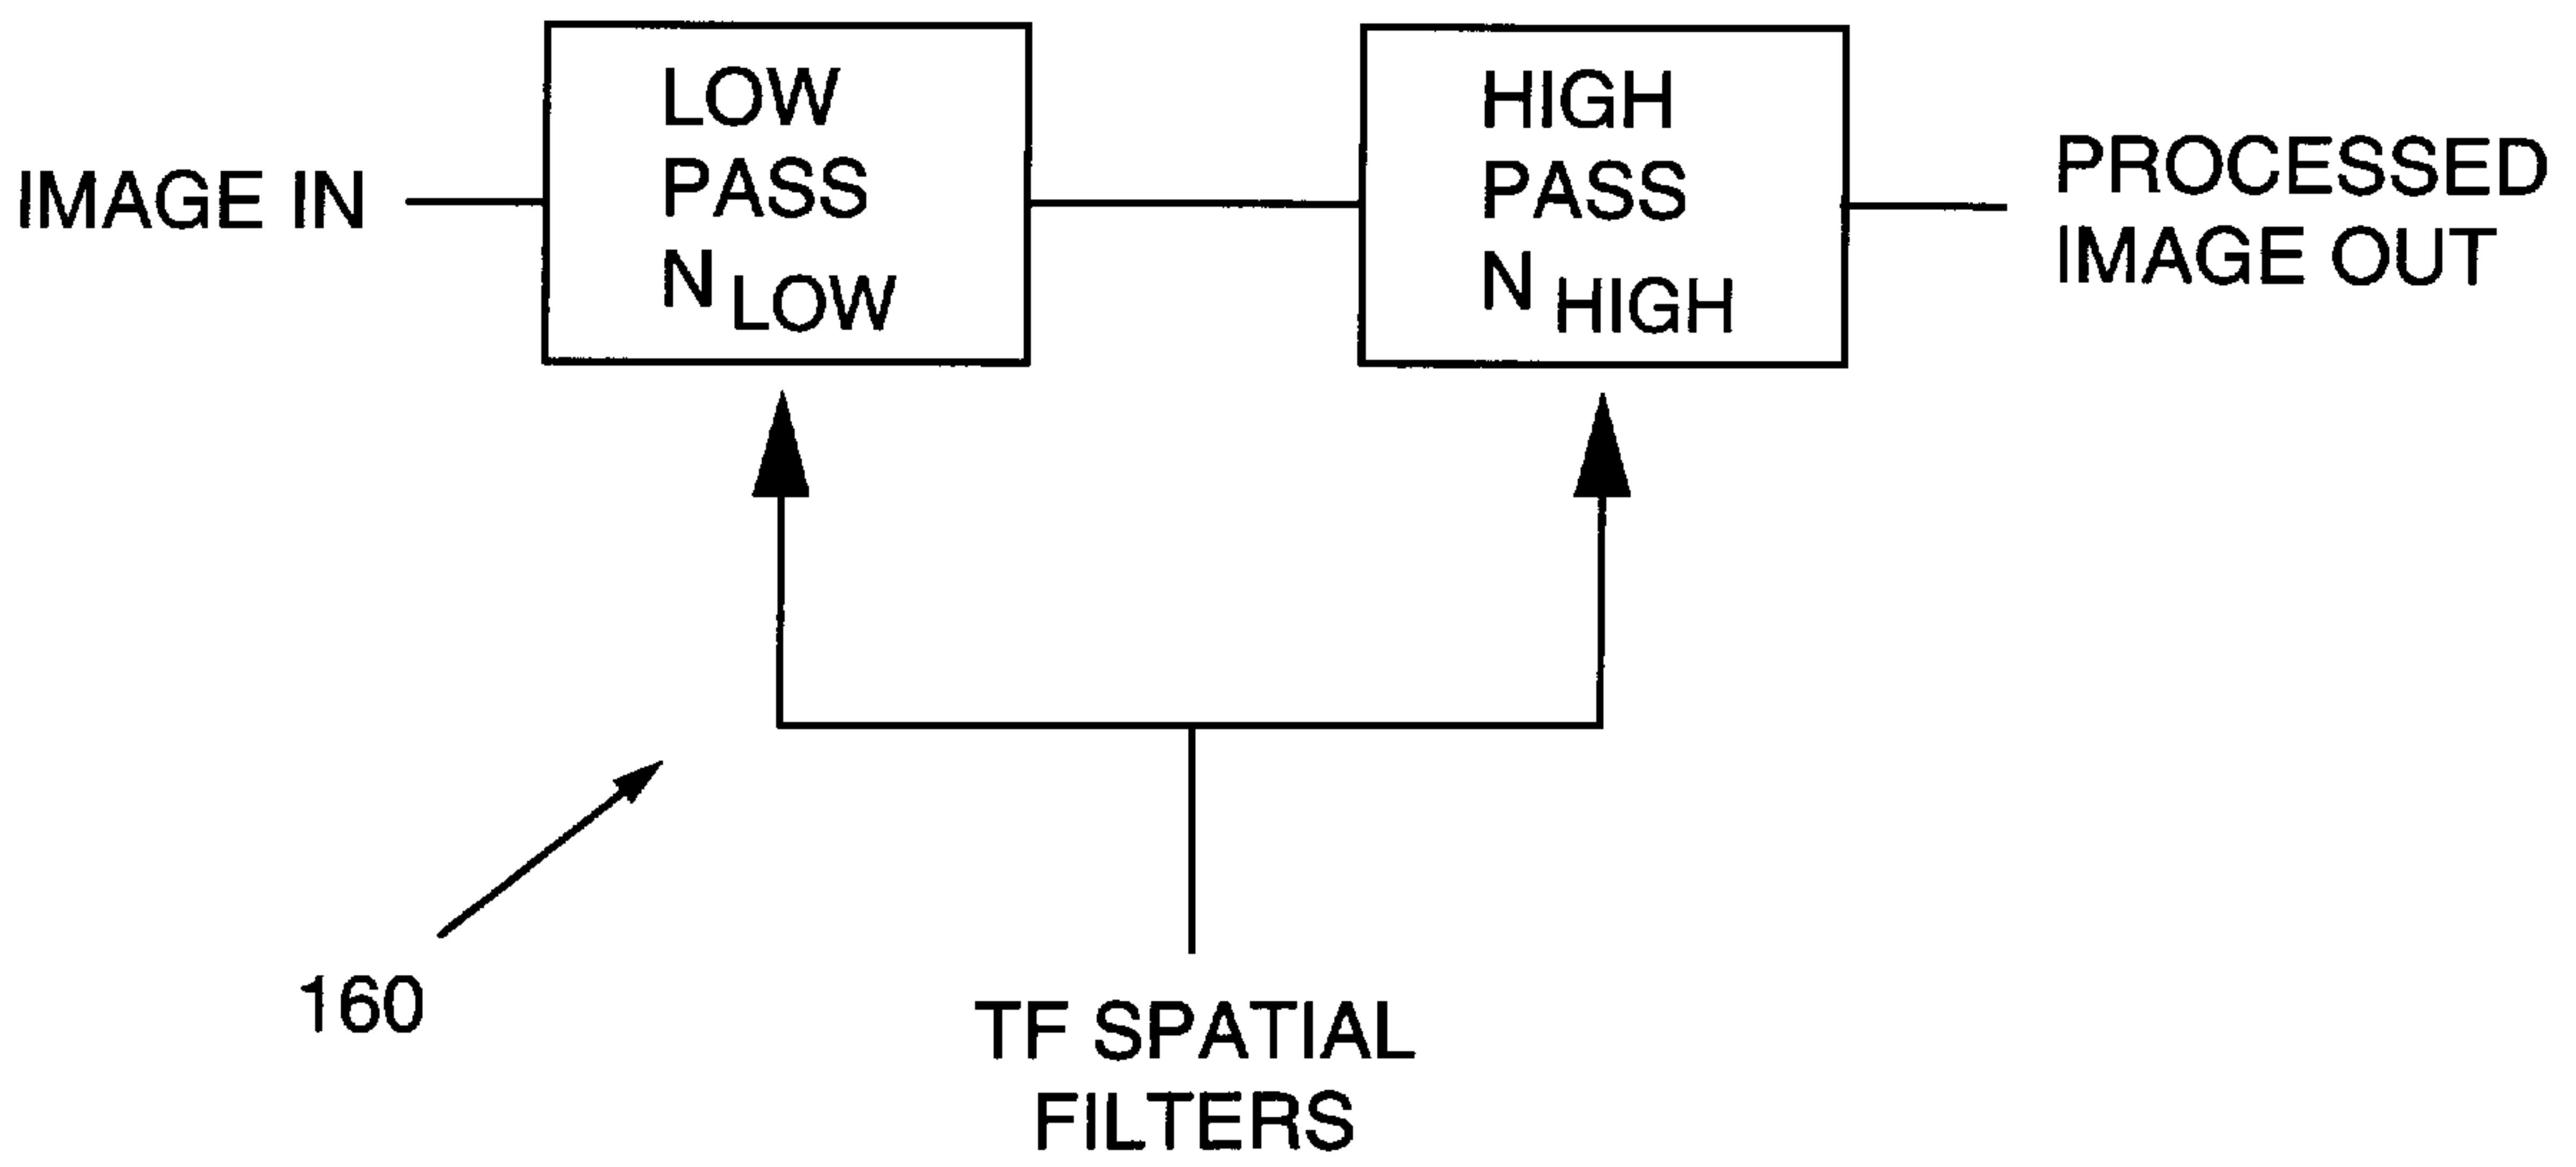 IMAGE IN
LOW
PASS
N LOW
HIGH
PASS
N HIGH
PROCESSED
IMAGE OUT
160
TF SPATIAL
FILTERS